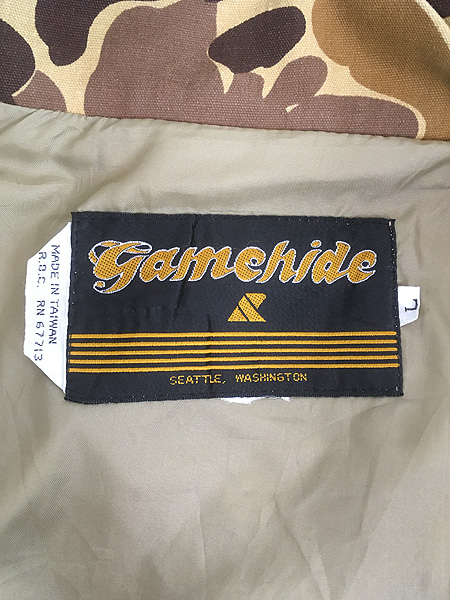 Gamehide
SEATTLE, WASHINGTON
MADE IN TAIWAN
R.O.C. RN 67713
L